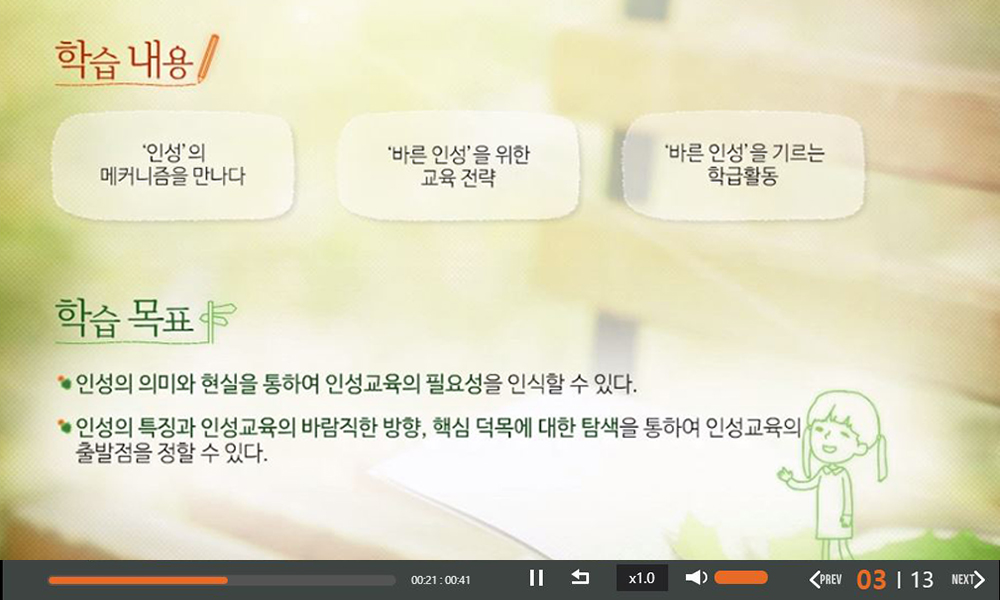 학습 내용
‘인성’의
메커니즘을 만나다
‘바른 인성’을 위한
교육 전략
‘바른 인성’을 기르는
학급활동
학습 목표
인성의 의미와 현실을 통하여 인성교육의 필요성을 인식할 수 있다.
인성의 특징과 인성교육의 바람직한 방향, 핵심 덕목에 대한 탐색을 통하여 인성교육의
출발점을 정할 수 있다.
00:21 : 00:41
x1.0
PREV
03 | 13
NEXT